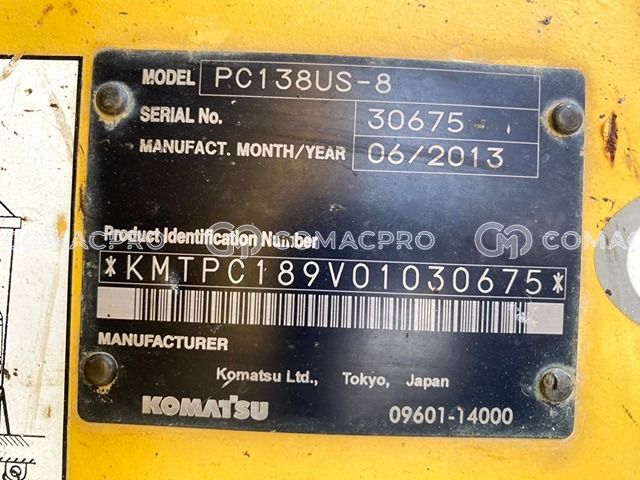 MODEL PC138US-8
SERIAL No. 30675
MANUFACT. MONTH/YEAR 06/2013
Product Identification Number
COMACPRO COMACPRO COMACPRO
*KMTPC189V01030675*
MANUFACTURER
Komatsu Ltd., Tokyo, Japan
KOMATSU 09601-14000